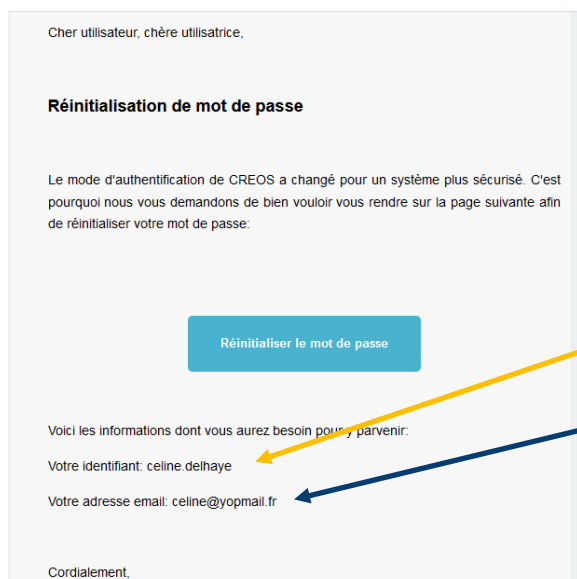 Cher utilisateur, chère utilisatrice,
Réinitialisation de mot de passe
Le mode d'authentification de CREOS a changé pour un système plus sécurisé. C'est
pourquoi nous vous demandons de bien vouloir vous rendre sur la page suivante afin
de réinitialiser votre mot de passe:
Réinitialiser le mot de passe
Voici les informations dont vous aurez besoin pour y parvenir:
Votre identifiant: celine.delhaye
Votre adresse email: celine@yopmail.fr
Cordialement,